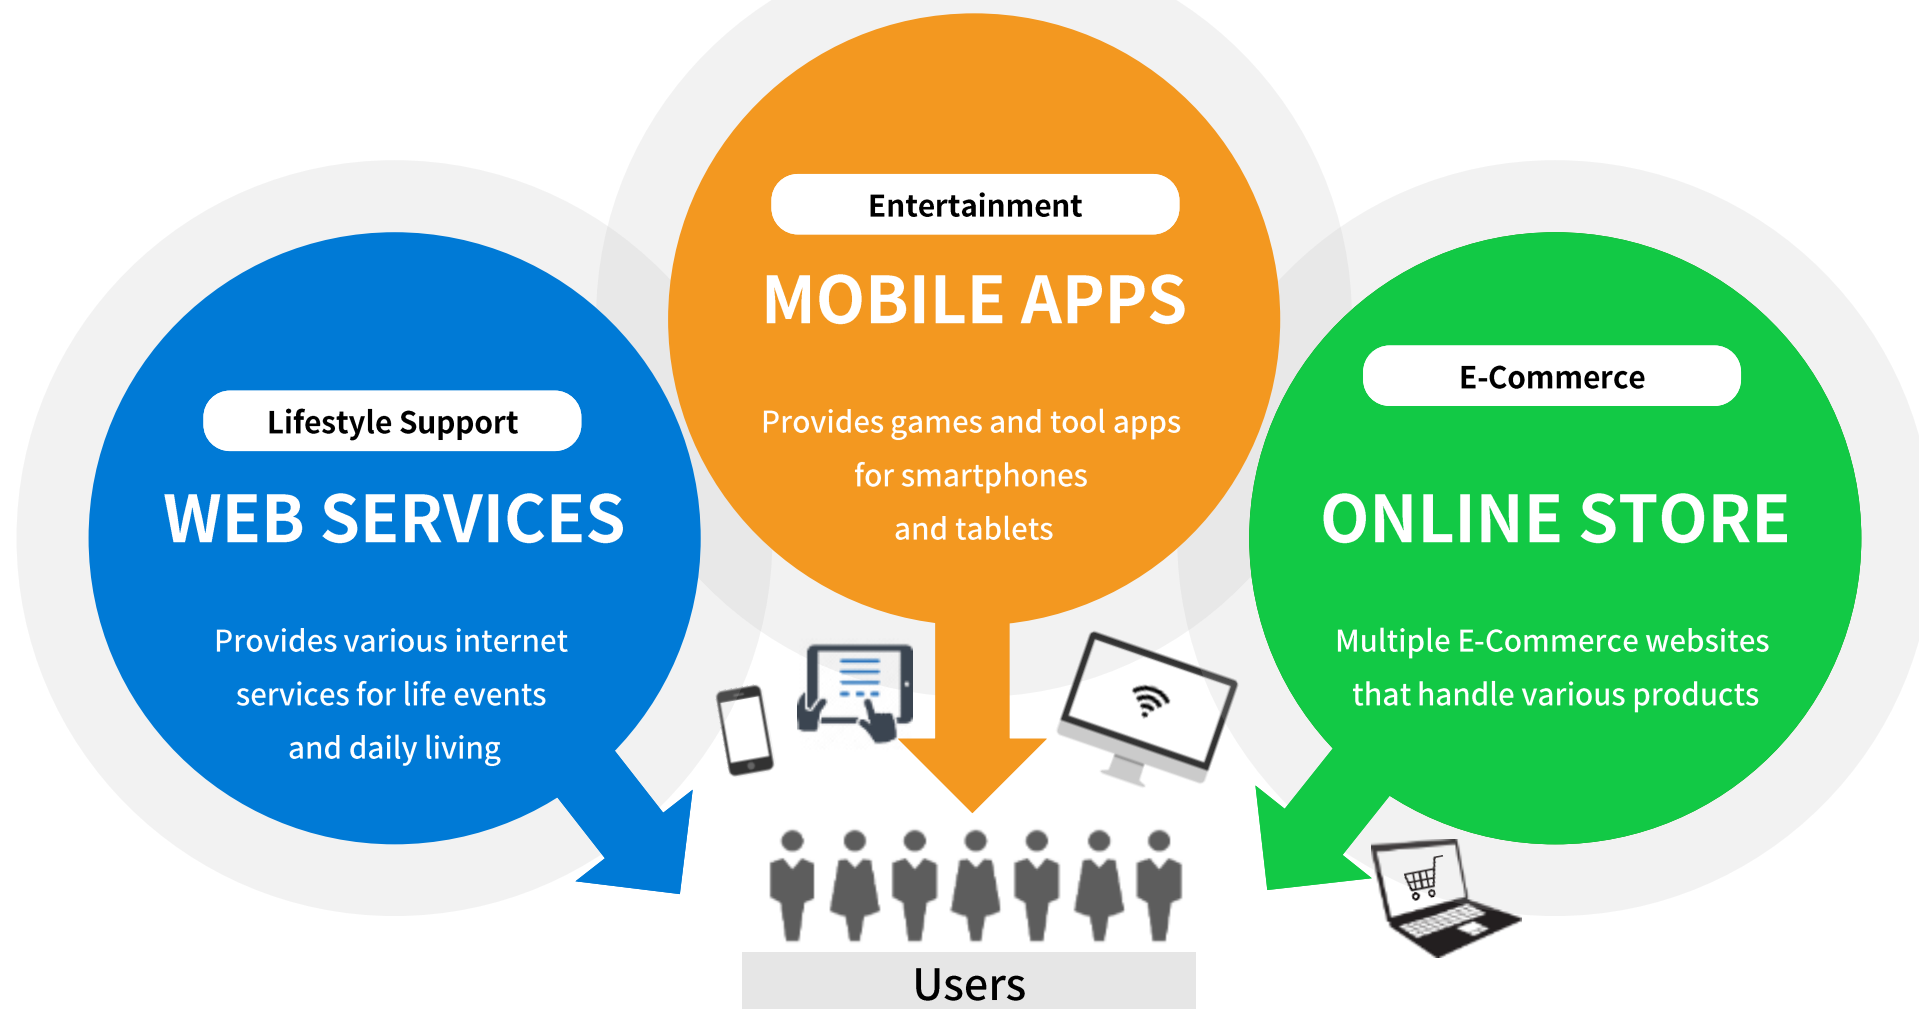 Entertainment
MOBILE APPS
Provides games and tool apps
for smartphones
and tablets
Lifestyle Support
WEB SERVICES
Provides various internet
services for life events
and daily living
E-Commerce
ONLINE STORE
Multiple E-Commerce websites
that handle various products
Users